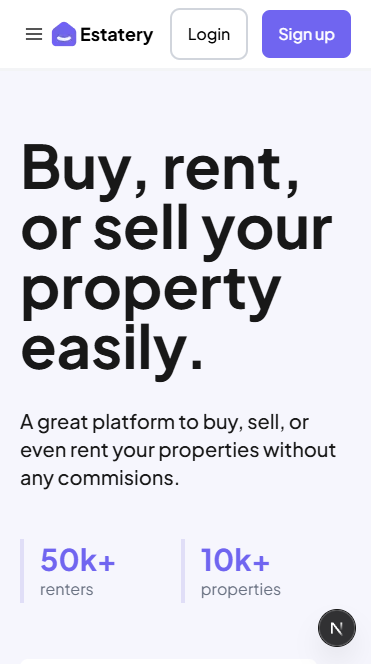 Estatery
Login
Sign up
Buy, rent,
or sell your
property
easily.
A great platform to buy, sell, or
even rent your properties without
any commisions.
50k+
10k+
renters
properties
N